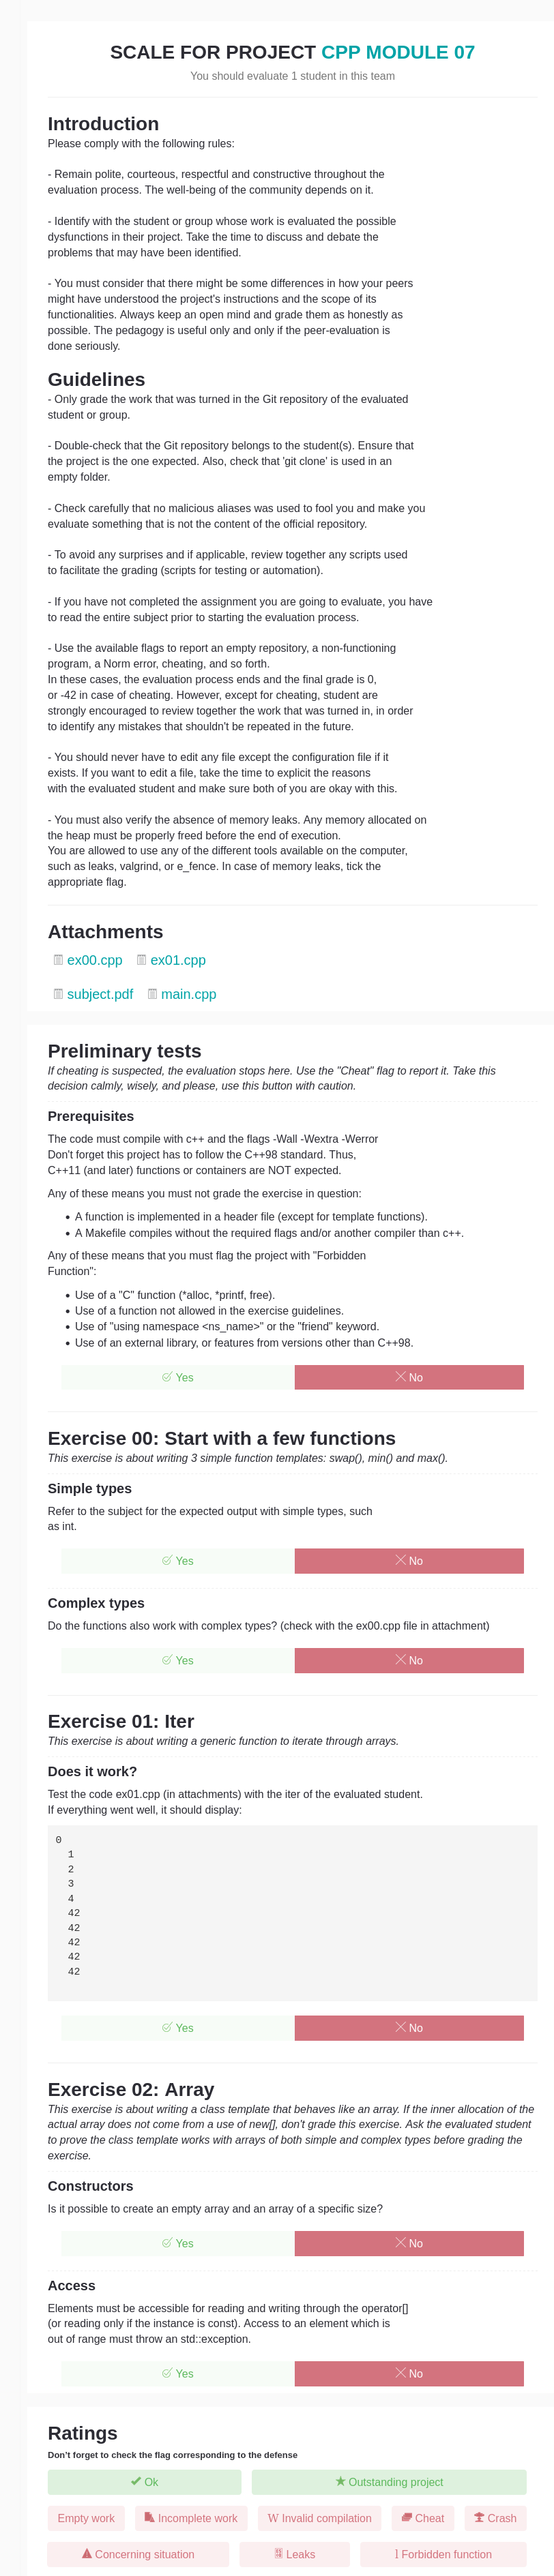 SCALE FOR PROJECT CPP MODULE 07
You should evaluate 1 student in this team
Introduction
Please comply with the following rules:
- Remain polite, courteous, respectful and constructive throughout the
evaluation process. The well-being of the community depends on it.
- Identify with the student or group whose work is evaluated the possible
dysfunctions in their project. Take the time to discuss and debate the
problems that may have been identified.
- You must consider that there might be some differences in how your peers
might have understood the project's instructions and the scope of its
functionalities. Always keep an open mind and grade them as honestly as
possible. The pedagogy is useful only and only if the peer-evaluation is
done seriously.
Guidelines
- Only grade the work that was turned in the Git repository of the evaluated
student or group.
- Double-check that the Git repository belongs to the student(s). Ensure that
the project is the one expected. Also, check that 'git clone' is used in an
empty folder.
- Check carefully that no malicious aliases was used to fool you and make you
evaluate something that is not the content of the official repository.
- To avoid any surprises and if applicable, review together any scripts used
to facilitate the grading (scripts for testing or automation).
- If you have not completed the assignment you are going to evaluate, you have
to read the entire subject prior to starting the evaluation process.
- Use the available flags to report an empty repository, a non-functioning
program, a Norm error, cheating, and so forth.
In these cases, the evaluation process ends and the final grade is 0,
or -42 in case of cheating. However, except for cheating, student are
strongly encouraged to review together the work that was turned in, in order
to identify any mistakes that shouldn't be repeated in the future.
- You should never have to edit any file except the configuration file if it
exists. If you want to edit a file, take the time to explicit the reasons
with the evaluated student and make sure both of you are okay with this.
- You must also verify the absence of memory leaks. Any memory allocated on
the heap must be properly freed before the end of execution.
You are allowed to use any of the different tools available on the computer,
such as leaks, valgrind, or e_fence. In case of memory leaks, tick the
appropriate flag.
Attachments
ex00.cpp ex01.cpp
subject.pdf main.cpp
Preliminary tests
If cheating is suspected, the evaluation stops here. Use the "Cheat" flag to report it. Take this
decision calmly, wisely, and please, use this button with caution.
Prerequisites
The code must compile with c++ and the flags -Wall -Wextra -Werror
Don't forget this project has to follow the C++98 standard. Thus,
C++11 (and later) functions or containers are NOT expected.
Any of these means you must not grade the exercise in question:
• A function is implemented in a header file (except for template functions).
• A Makefile compiles without the required flags and/or another compiler than c++.
Any of these means that you must flag the project with "Forbidden
Function":
• Use of a "C" function (*alloc, *printf, free).
• Use of a function not allowed in the exercise guidelines.
• Use of "using namespace <ns_name>" or the "friend" keyword.
• Use of an external library, or features from versions other than C++98.
Yes No
Exercise 00: Start with a few functions
This exercise is about writing 3 simple function templates: swap(), min() and max().
Simple types
Refer to the subject for the expected output with simple types, such
as int.
Yes No
Complex types
Do the functions also work with complex types? (check with the ex00.cpp file in attachment)
Yes No
Exercise 01: Iter
This exercise is about writing a generic function to iterate through arrays.
Does it work?
Test the code ex01.cpp (in attachments) with the iter of the evaluated student.
If everything went well, it should display:
0
1
2
3
4
42
42
42
42
42
Yes No
Exercise 02: Array
This exercise is about writing a class template that behaves like an array. If the inner allocation of the
actual array does not come from a use of new[], don't grade this exercise. Ask the evaluated student
to prove the class template works with arrays of both simple and complex types before grading the
exercise.
Constructors
Is it possible to create an empty array and an array of a specific size?
Yes No
Access
Elements must be accessible for reading and writing through the operator[]
(or reading only if the instance is const). Access to an element which is
out of range must throw an std::exception.
Yes No
Ratings
Don't forget to check the flag corresponding to the defense
Ok Outstanding project
Empty work Incomplete work Invalid compilation Cheat Crash
Concerning situation Leaks Forbidden function